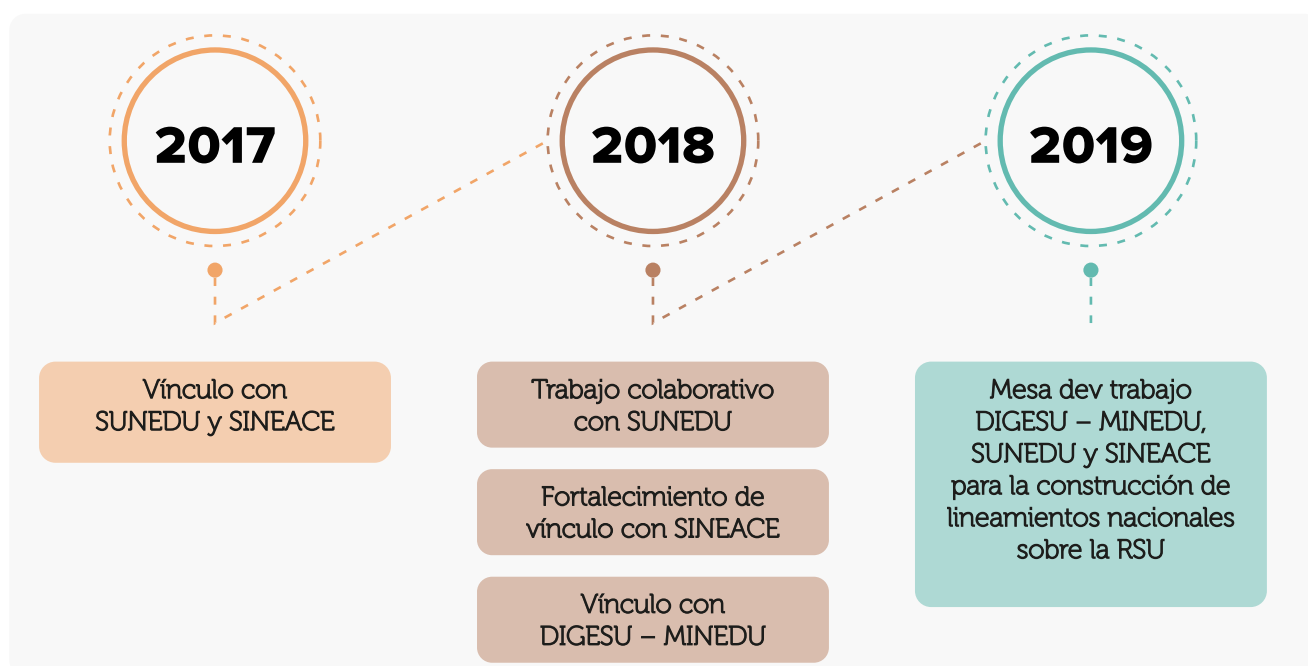 2017
Vínculo con
SUNEDU y SINEACE
2018
Trabajo colaborativo
con SUNEDU
Fortalecimiento de
vínculo con SINEACE
Vínculo con
DIGESU – MINEDU
2019
Mesa dev trabajo
DIGESU – MINEDU,
SUNEDU y SINEACE
para la construcción de
lineamientos nacionales
sobre la RSU